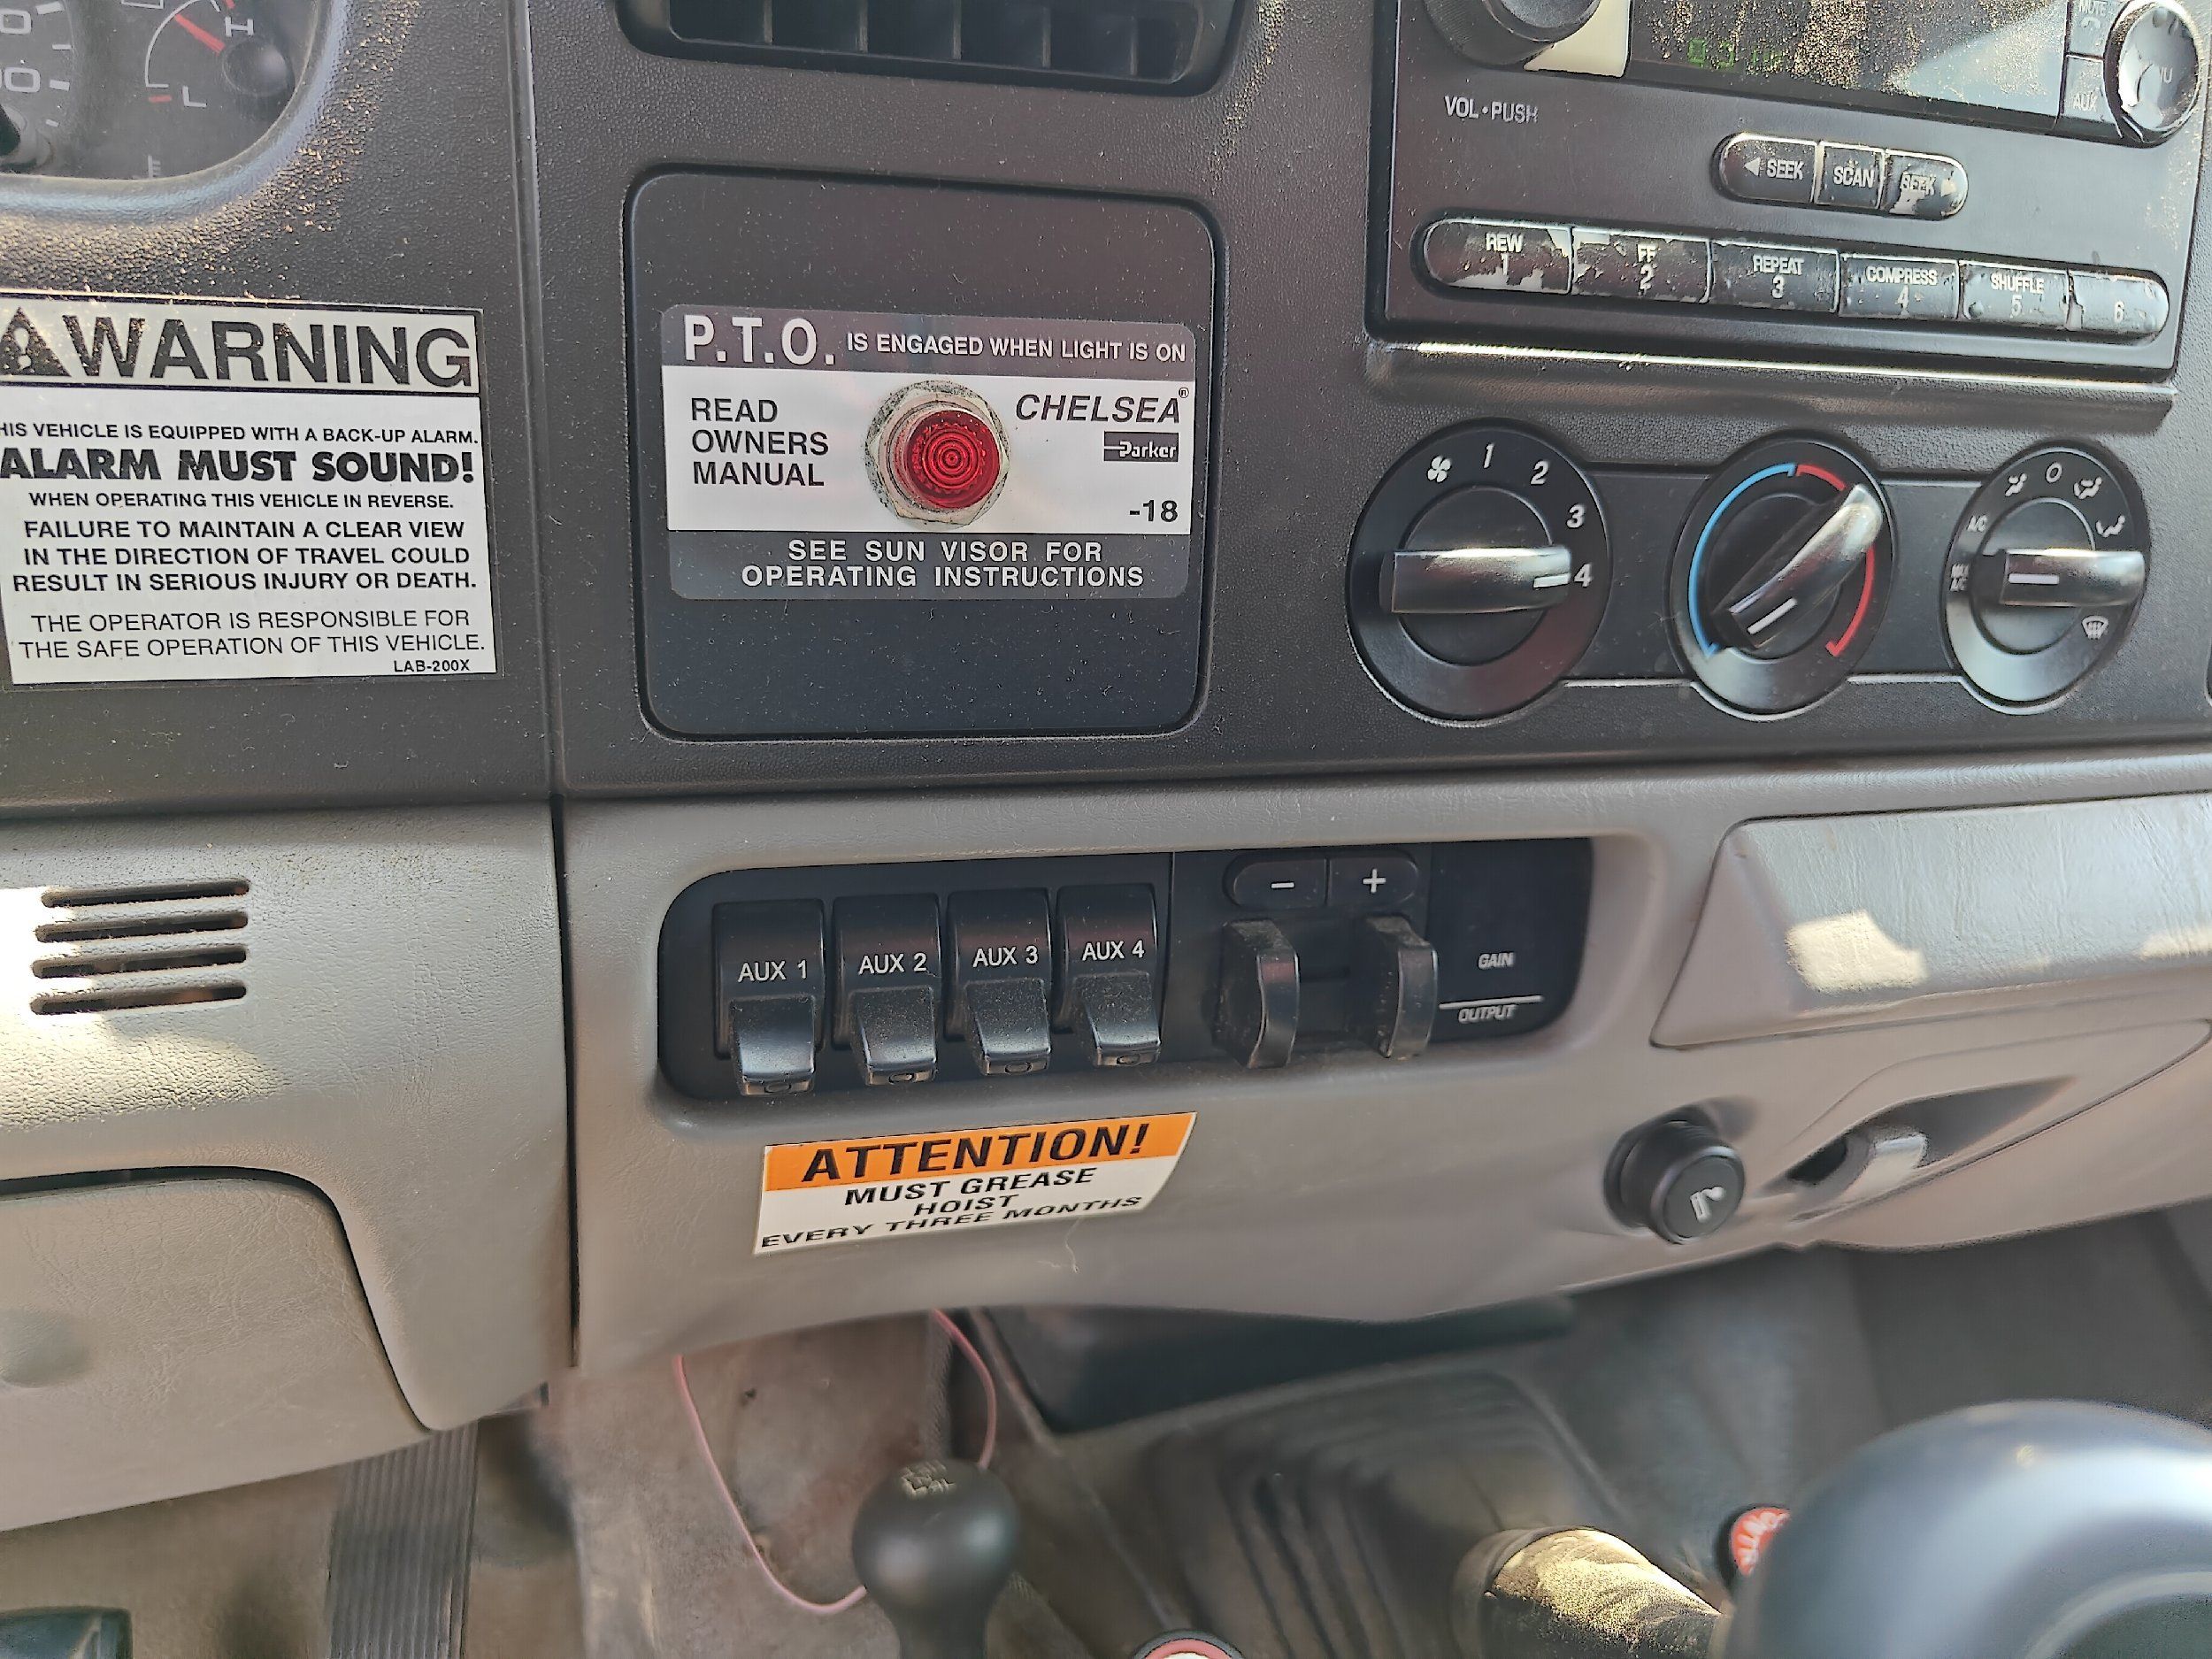 H
L
VOL•PUSH
MUTE
AUX
◄ SEEK
SCAN
SEEK ►
REW
1
FF
2
REPEAT
3
COMPRESS
4
SHUFFLE
5
6
WARNING
HIS VEHICLE IS EQUIPPED WITH A BACK-UP ALARM.
ALARM MUST SOUND!
WHEN OPERATING THIS VEHICLE IN REVERSE.
FAILURE TO MAINTAIN A CLEAR VIEW
IN THE DIRECTION OF TRAVEL COULD
RESULT IN SERIOUS INJURY OR DEATH.
THE OPERATOR IS RESPONSIBLE FOR
THE SAFE OPERATION OF THIS VEHICLE.
LAB-200X
P.T.O. IS ENGAGED WHEN LIGHT IS ON
READ
OWNERS
MANUAL
CHELSEA®
Parker
-18
SEE SUN VISOR FOR
OPERATING INSTRUCTIONS
1
2
3
4
A/C
MAX
A/C
AUX 1
AUX 2
AUX 3
AUX 4
− +
GAIN
OUTPUT
ATTENTION!
MUST GREASE
HOIST
EVERY THREE MONTHS